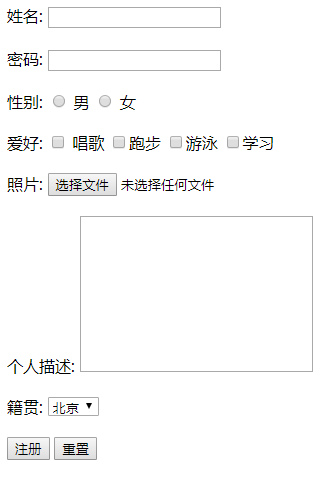 姓名:
密码:
性别: 男 女
爱好: 唱歌 跑步 游泳 学习
照片: 选择文件 未选择任何文件
个人描述:
籍贯: 北京
注册 重置